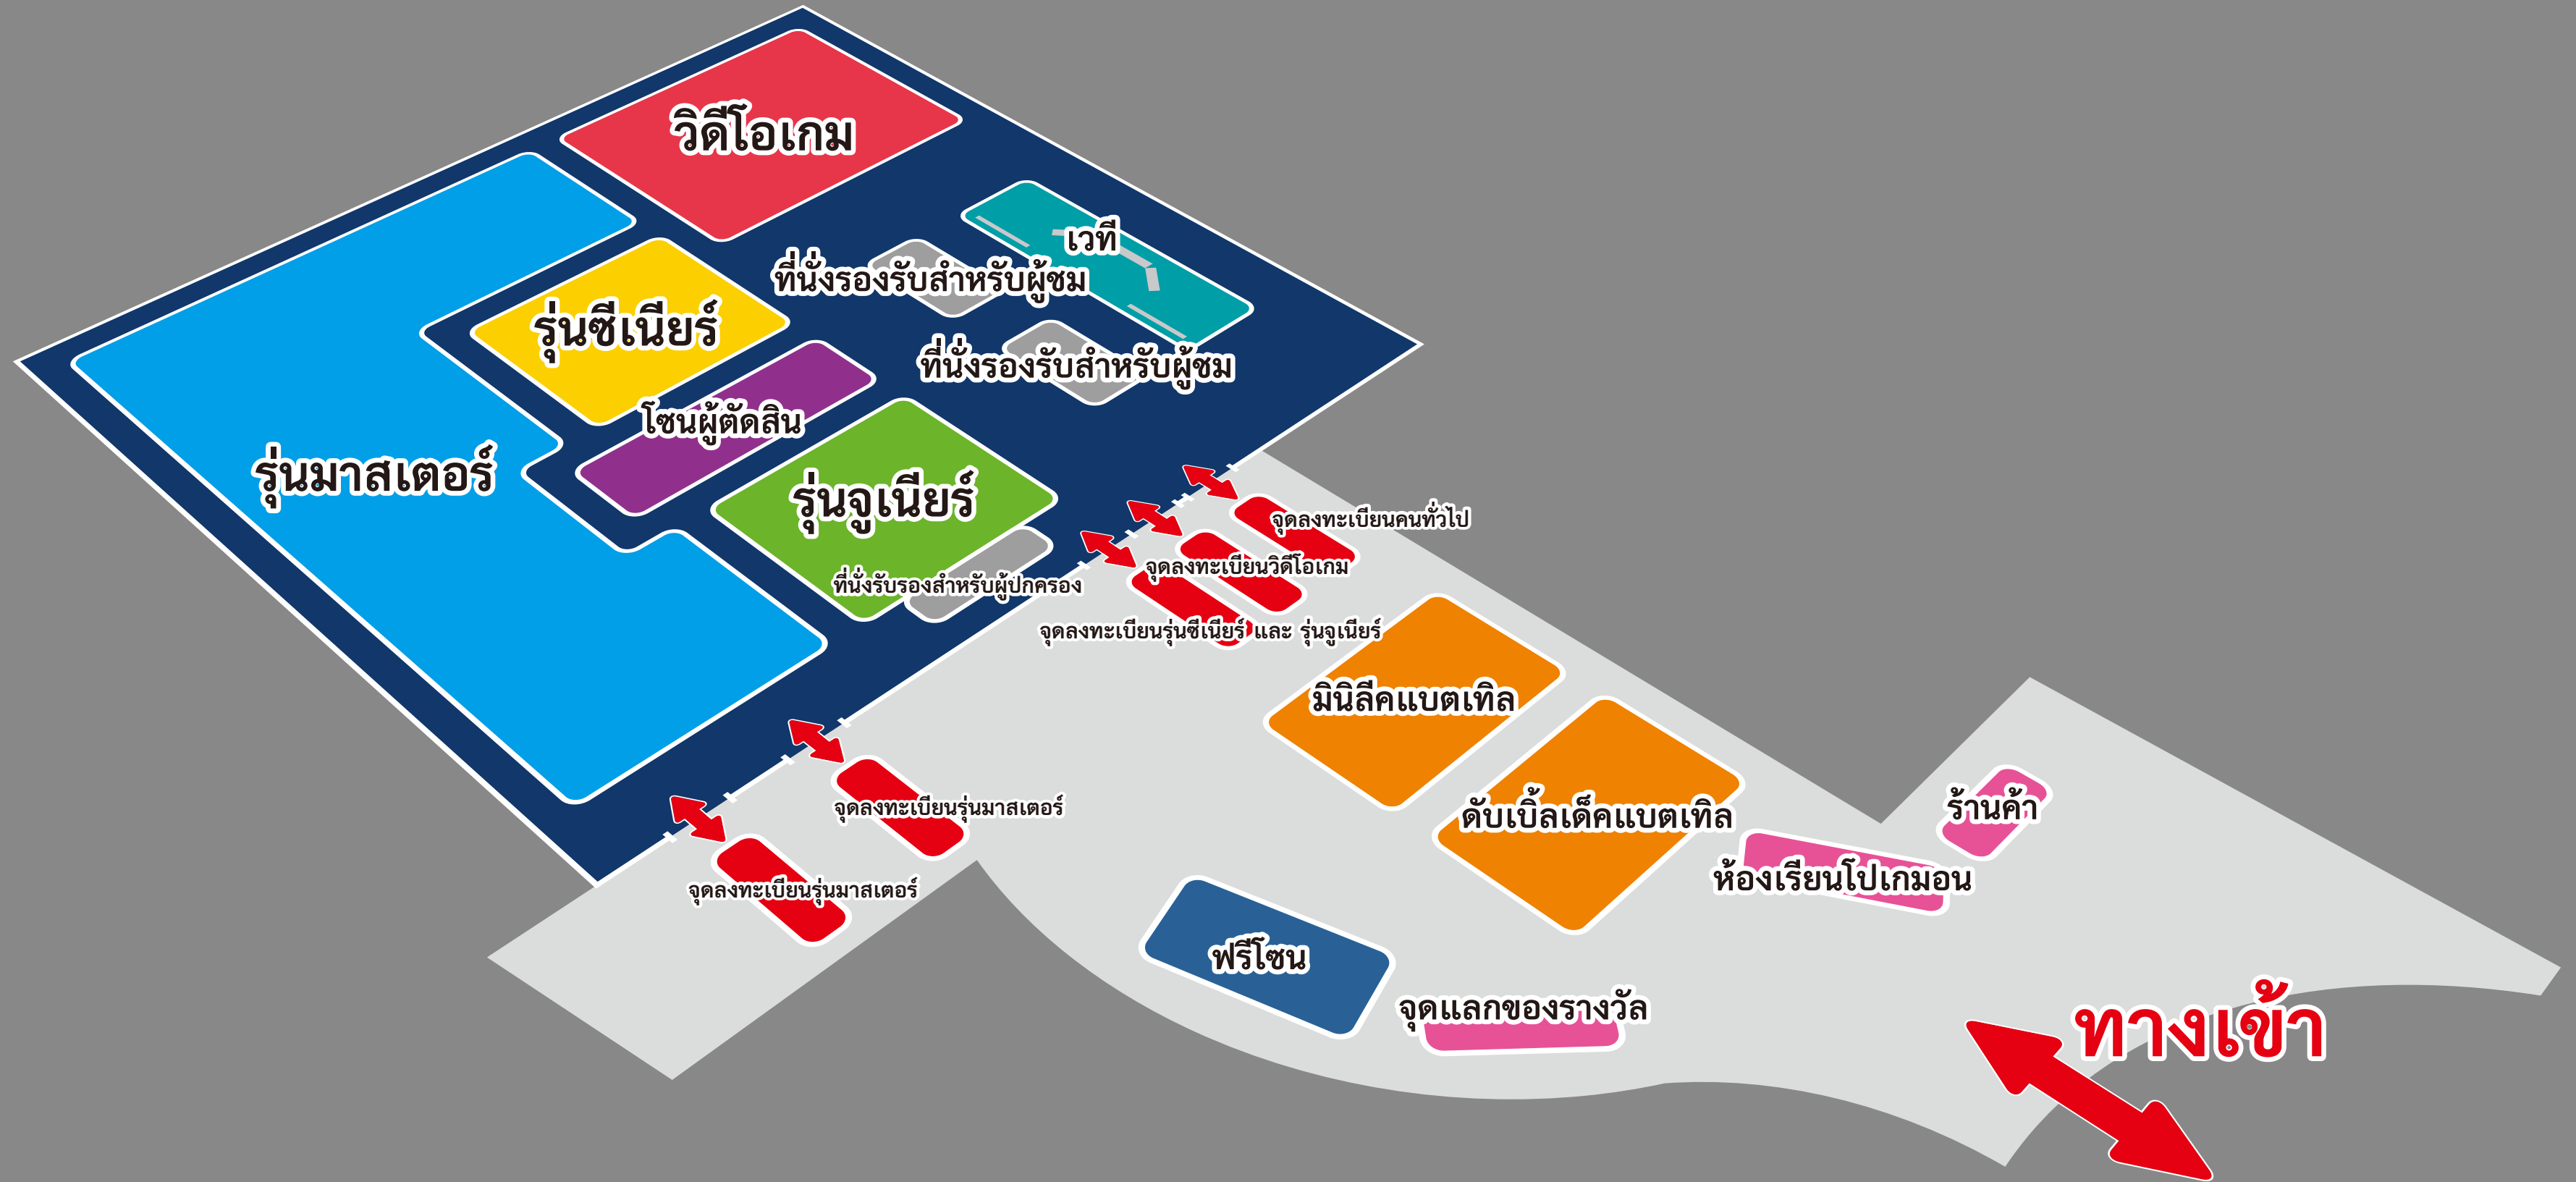 วิดีโอเกม
เวที
ที่นั่งรองรับสำหรับผู้ชม
รุ่นซีเนียร์
ที่นั่งรองรับสำหรับผู้ชม
โซนผู้ตัดสิน
รุ่นมาสเตอร์
รุ่นจูเนียร์
จุดลงทะเบียนคนทั่วไป
จุดลงทะเบียนวิดีโอเกม
ที่นั่งรับรองสำหรับผู้ปกครอง
จุดลงทะเบียนรุ่นซีเนียร์ และ รุ่นจูเนียร์
มินิลีคแบตเทิล
จุดลงทะเบียนรุ่นมาสเตอร์
ดับเบิ้ลเด็คแบตเทิล
ร้านค้า
ห้องเรียนโปเกมอน
จุดลงทะเบียนรุ่นมาสเตอร์
ฟรีโซน
จุดแลกของรางวัล
ทางเข้า